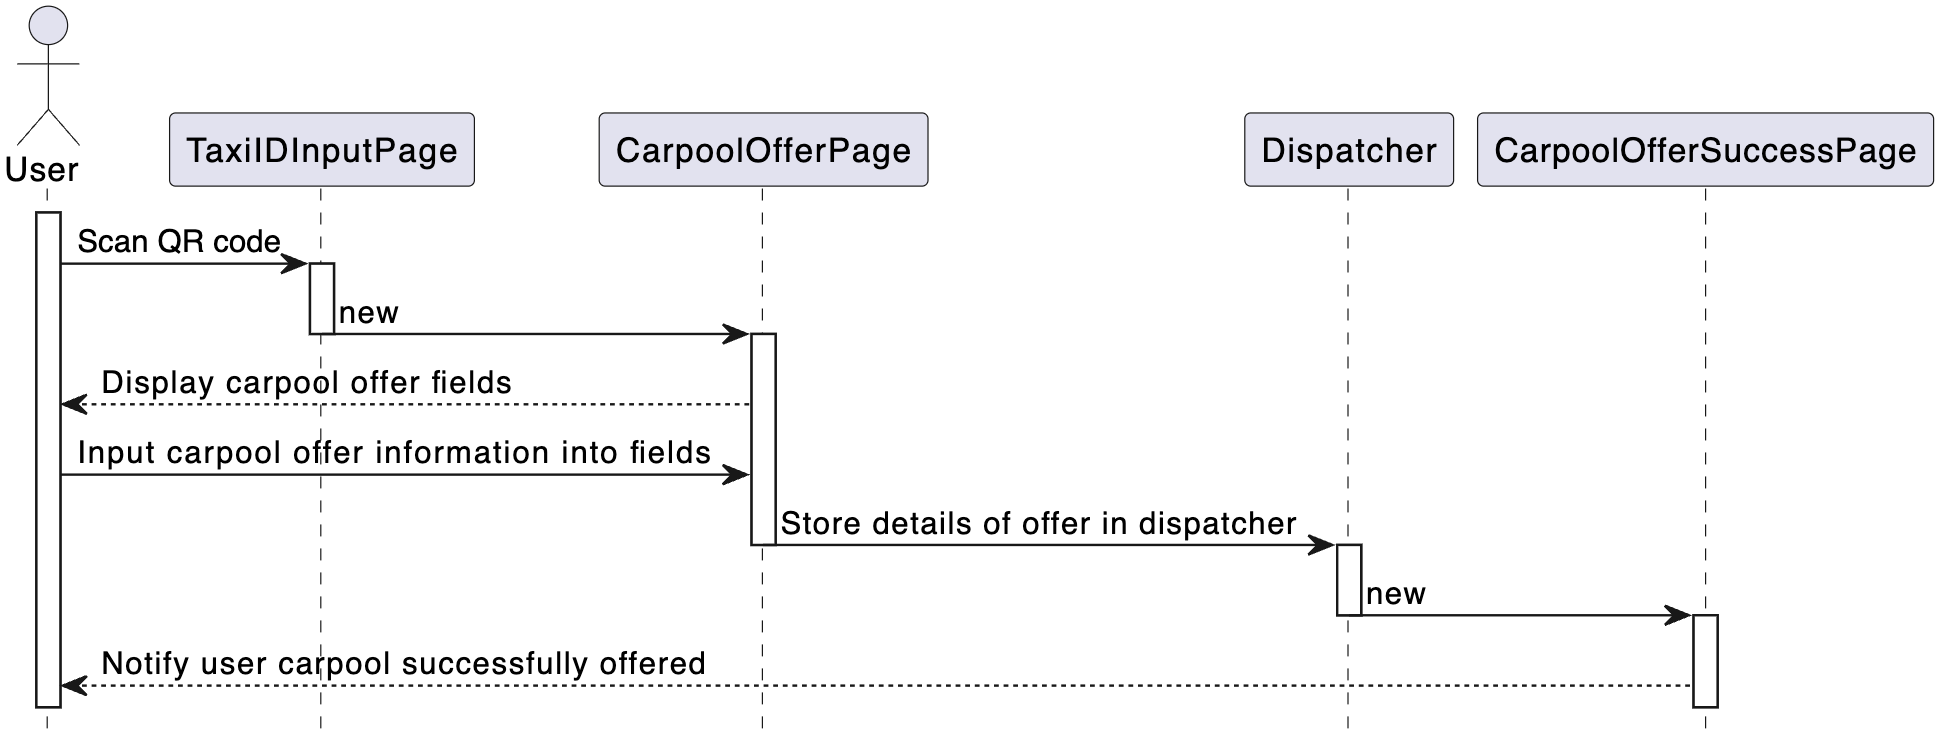 User
TaxiIDInputPage
CarpoolOfferPage
Dispatcher
CarpoolOfferSuccessPage
Scan QR code
new
Display carpool offer fields
Input carpool offer information into fields
Store details of offer in dispatcher
new
Notify user carpool successfully offered